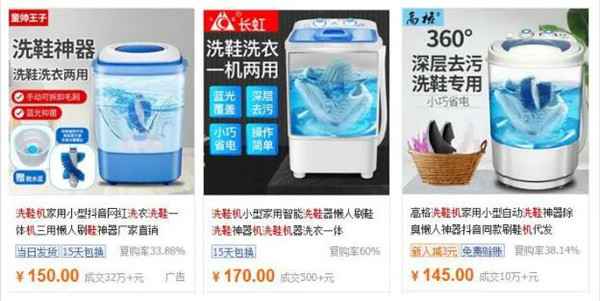 童帅王子
洗鞋神器
洗鞋洗衣两用
手动可拆卸毛刷
蓝光抑菌
赠
洗鞋机家用小型抖音网红洗衣洗鞋一
体机三用懒人刷鞋神器厂家直销
当日发货 15天包换 复购率33.88%
¥ 150.00 成交32万+元 广告
长虹
洗鞋洗衣
一机两用
蓝光
覆盖
深层
去污
小巧
省电
操作
简单
洗鞋机小型家用智能洗鞋器懒人刷鞋
洗鞋神器机洗鞋机器洗衣一体
15天包换 复购率60%
¥ 170.00 成交500+元
高格
360°
深层去污
洗鞋专用
小巧省电
高格洗鞋机家用小型自动洗鞋神器除
臭懒人神器抖音同款刷鞋机代发
新人减3元 免费赊账 复购率38.14%
¥ 145.00 成交10万+元